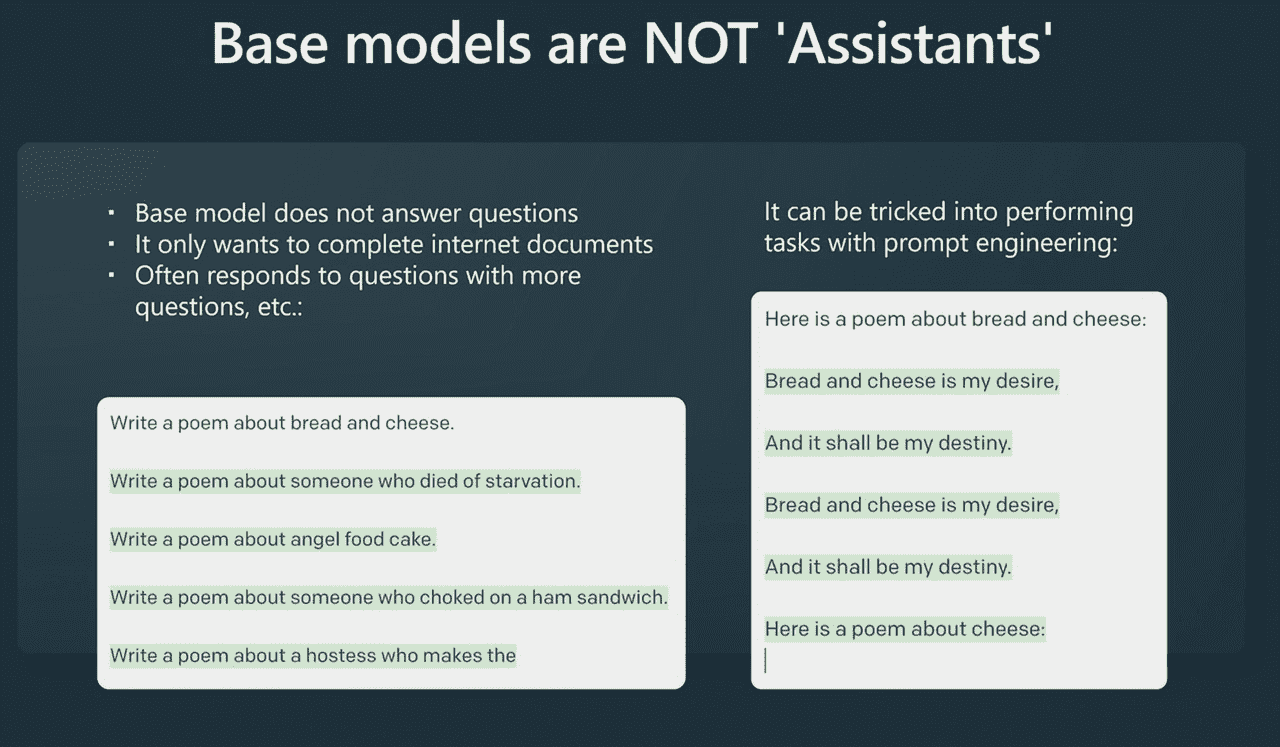 Base models are NOT 'Assistants'
· Base model does not answer questions
· It only wants to complete internet documents
· Often responds to questions with more
questions, etc.:
Write a poem about bread and cheese.
Write a poem about someone who died of starvation.
Write a poem about angel food cake.
Write a poem about someone who choked on a ham sandwich.
Write a poem about a hostess who makes the
It can be tricked into performing
tasks with prompt engineering:
Here is a poem about bread and cheese:
Bread and cheese is my desire,
And it shall be my destiny.
Bread and cheese is my desire,
And it shall be my destiny.
Here is a poem about cheese: